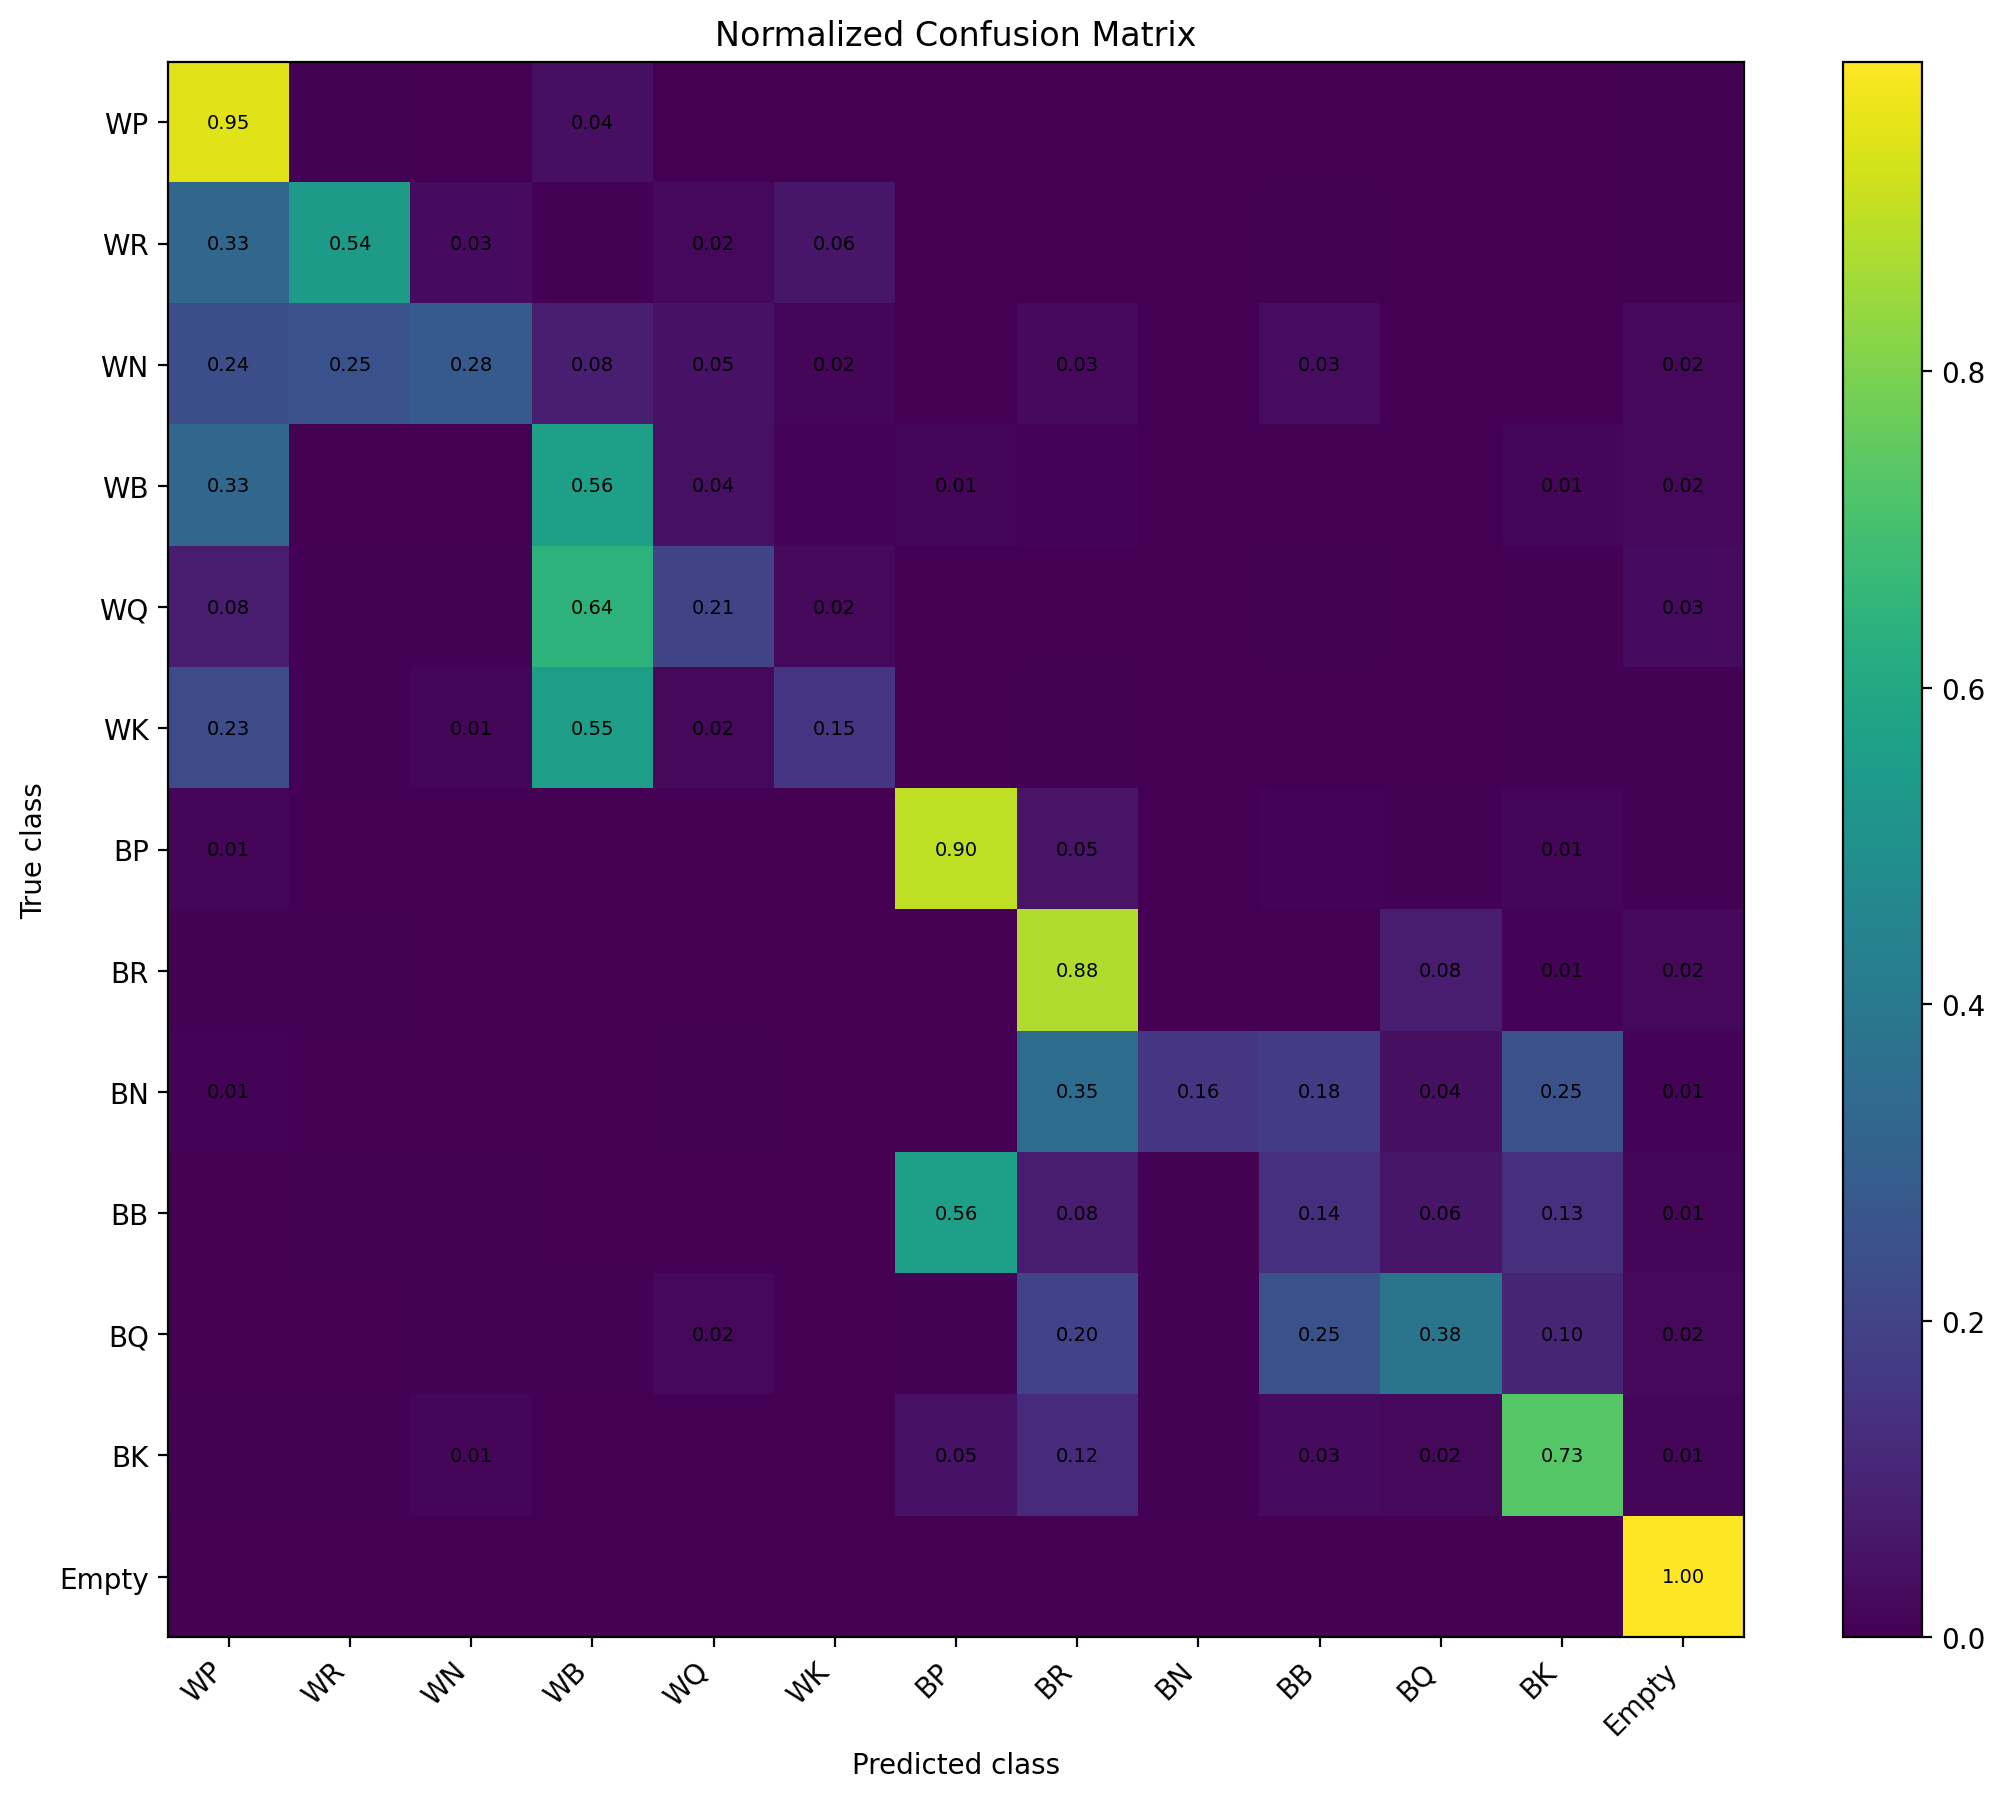 Normalized Confusion Matrix
WP 0.95 0.04
WR 0.33 0.54 0.03 0.02 0.06
WN 0.24 0.25 0.28 0.08 0.05 0.02 0.03 0.03 0.02
WB 0.33 0.56 0.04 0.01 0.01 0.02
WQ 0.08 0.64 0.21 0.02 0.03
WK 0.23 0.01 0.55 0.02 0.15
BP 0.01 0.90 0.05 0.01
BR 0.88 0.08 0.01 0.02
BN 0.01 0.35 0.16 0.18 0.04 0.25 0.01
BB 0.56 0.08 0.14 0.06 0.13 0.01
BQ 0.02 0.20 0.25 0.38 0.10 0.02
BK 0.01 0.05 0.12 0.03 0.02 0.73 0.01
Empty 1.00
True class
WP WR WN WB WQ WK BP BR BN BB BQ BK Empty
Predicted class
0.8
0.6
0.4
0.2
0.0